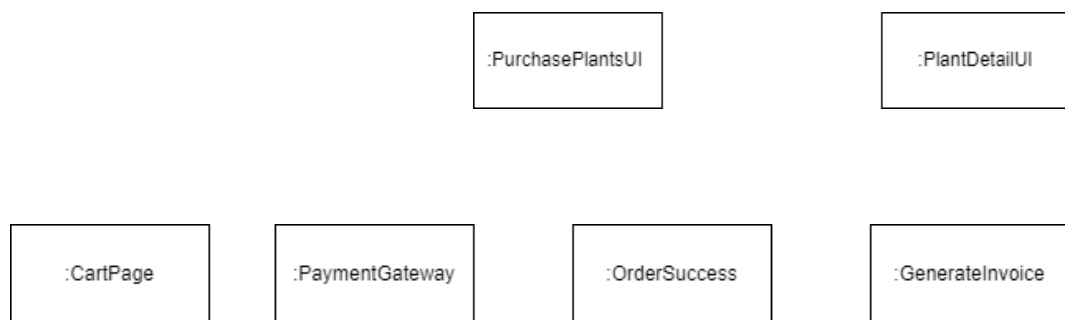 :PurchasePlantsUI
:PlantDetailUI
:CartPage
:PaymentGateway
:OrderSuccess
:GenerateInvoice